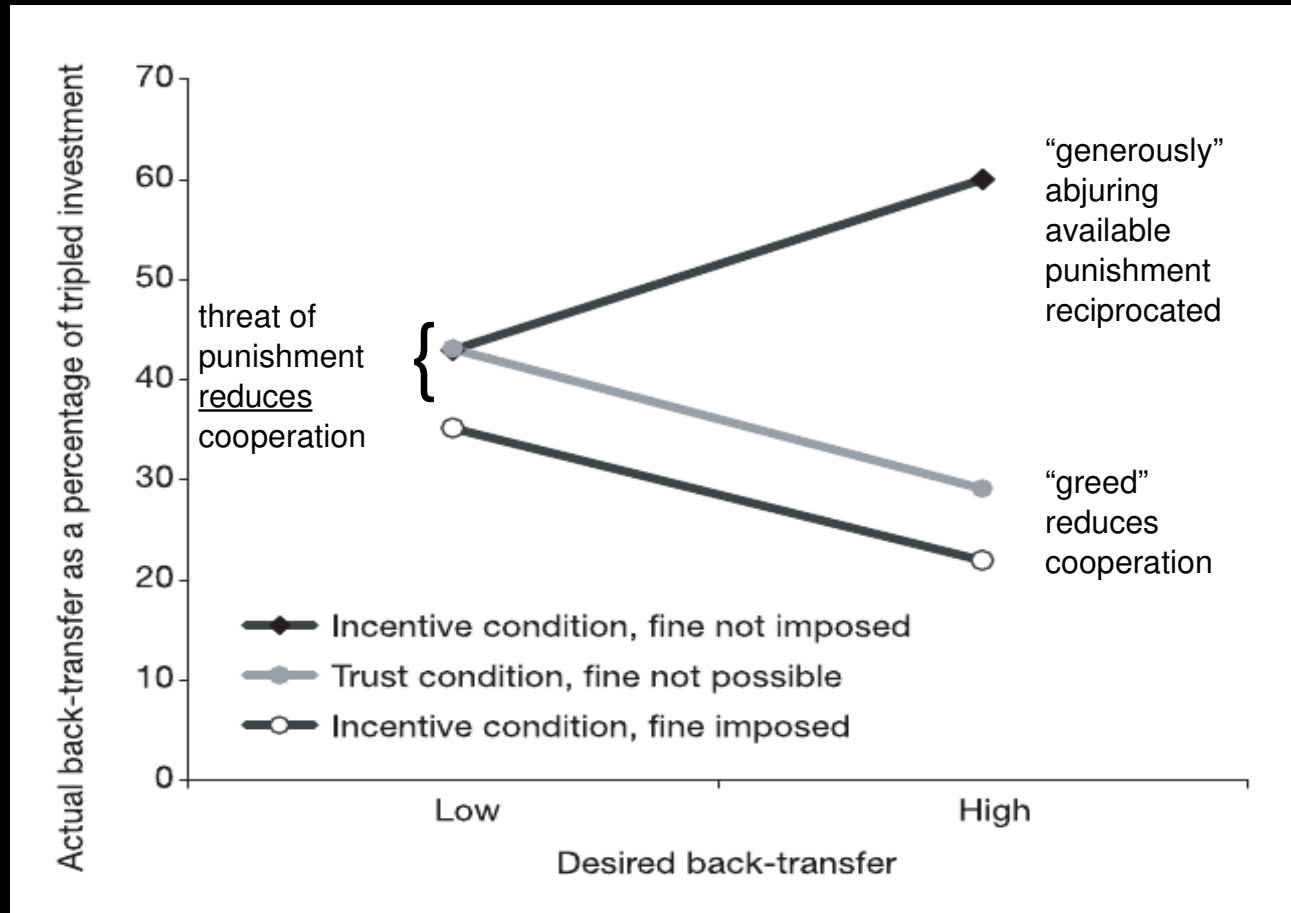 Actual back-transfer as a percentage of tripled investment
70
60
50
40
30
20
10
0
threat of
punishment
reduces
cooperation
{
“generously”
abjuring
available
punishment
reciprocated
“greed”
reduces
cooperation
Incentive condition, fine not imposed
Trust condition, fine not possible
Incentive condition, fine imposed
Low
High
Desired back-transfer